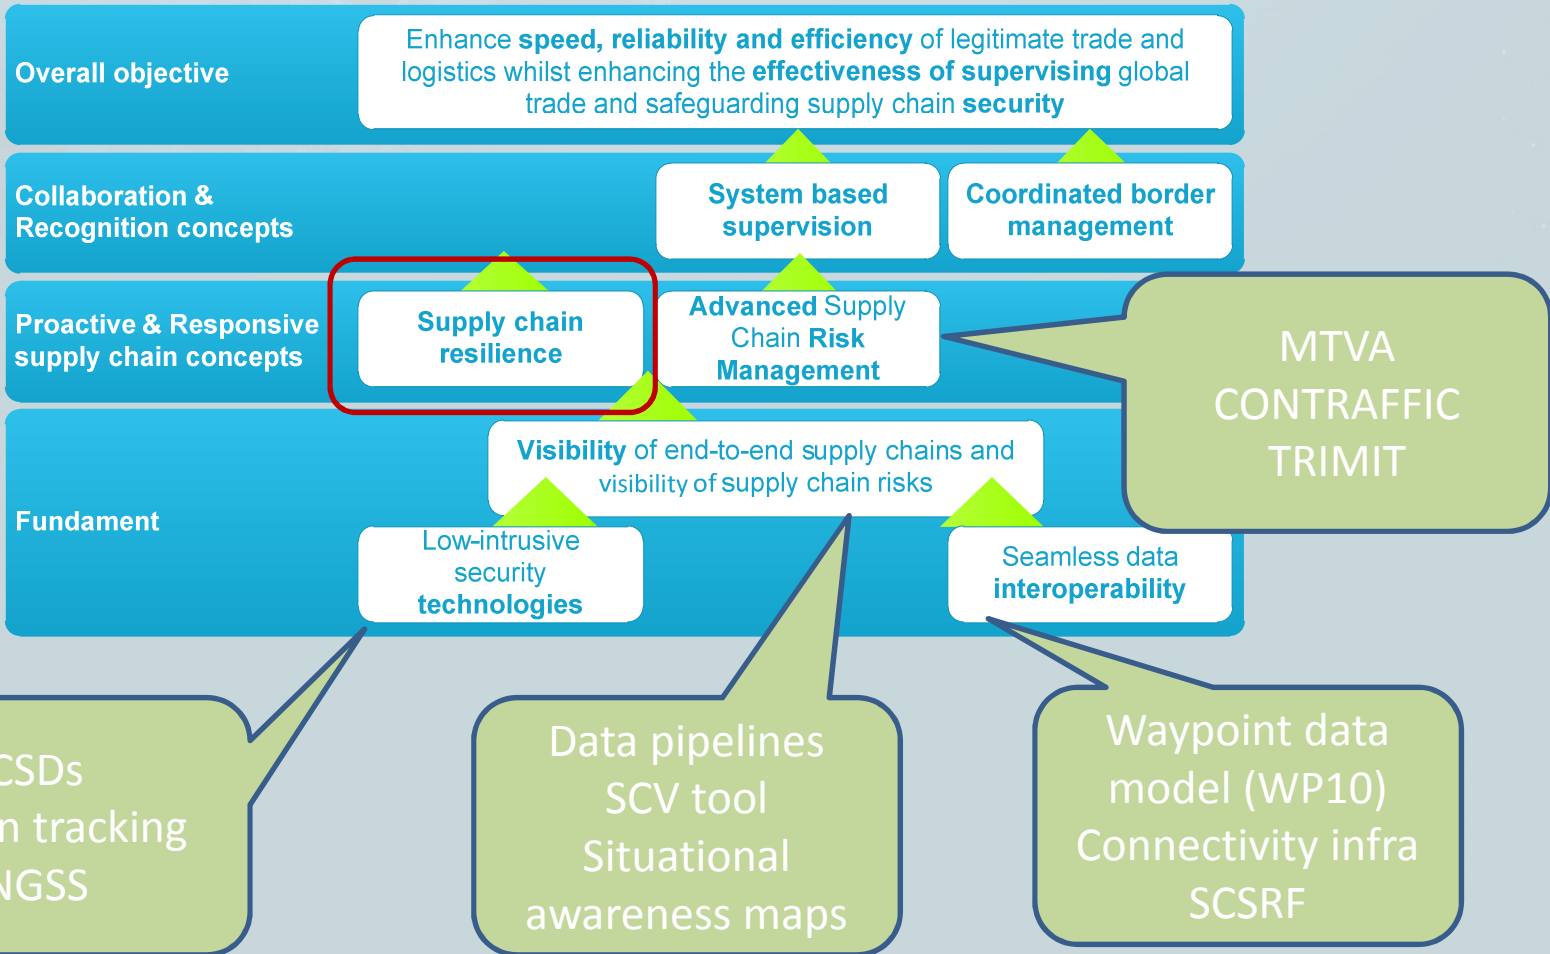 Overall objective
Enhance speed, reliability and efficiency of legitimate trade and
logistics whilst enhancing the effectiveness of supervising global
trade and safeguarding supply chain security
Collaboration &
Recognition concepts
System based
supervision
Coordinated border
management
Proactive & Responsive
supply chain concepts
Supply chain
resilience
Advanced Supply
Chain Risk
Management
MTVA
CONTRAFFIC
TRIMIT
Fundament
Visibility of end-to-end supply chains and
visibility of supply chain risks
Low-intrusive
security
technologies
Seamless data
interoperability
CSDs
tracking
NGSS
Data pipelines
SCV tool
Situational
awareness maps
Waypoint data
model (WP10)
Connectivity infra
SCSRF